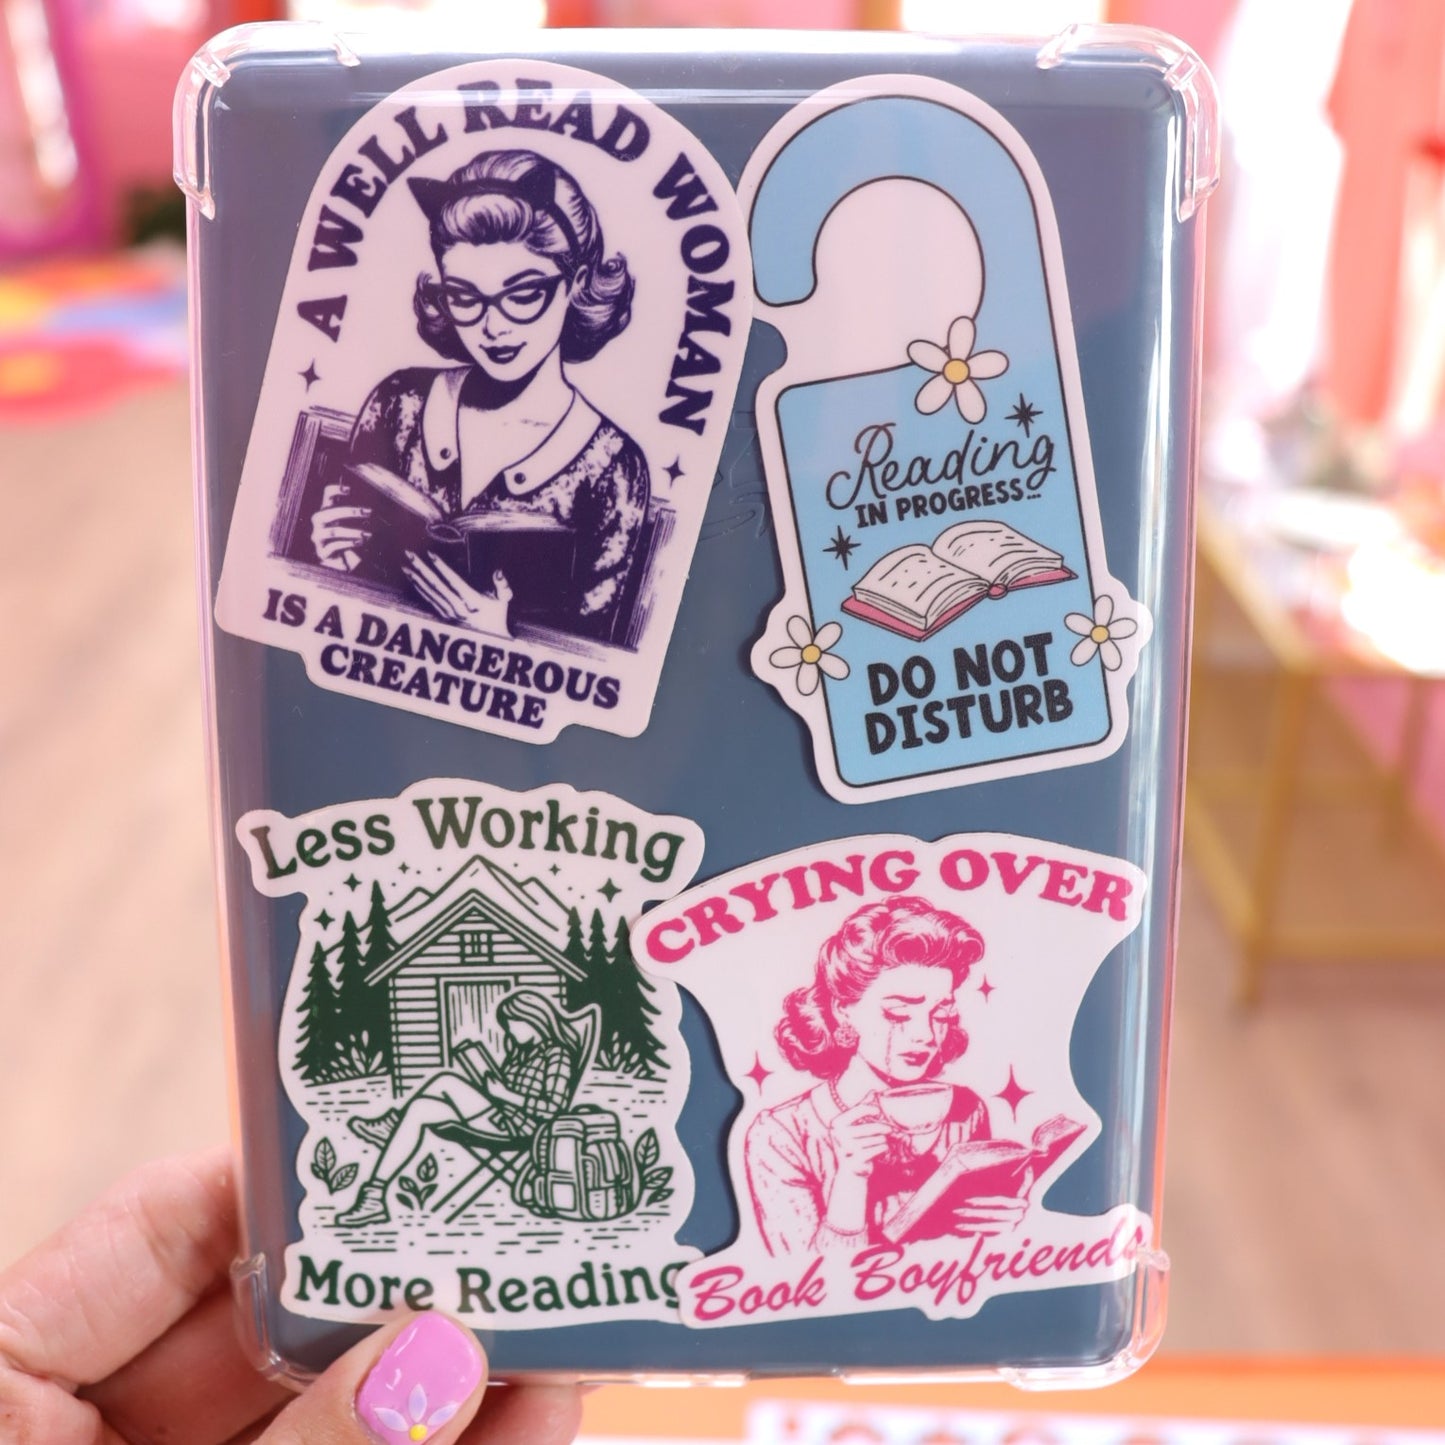 A WELL READ WOMAN
IS A DANGEROUS
CREATURE
Reading
IN PROGRESS...
DO NOT
DISTURB
Less Working
More Reading
CRYING OVER
Book Boyfriends